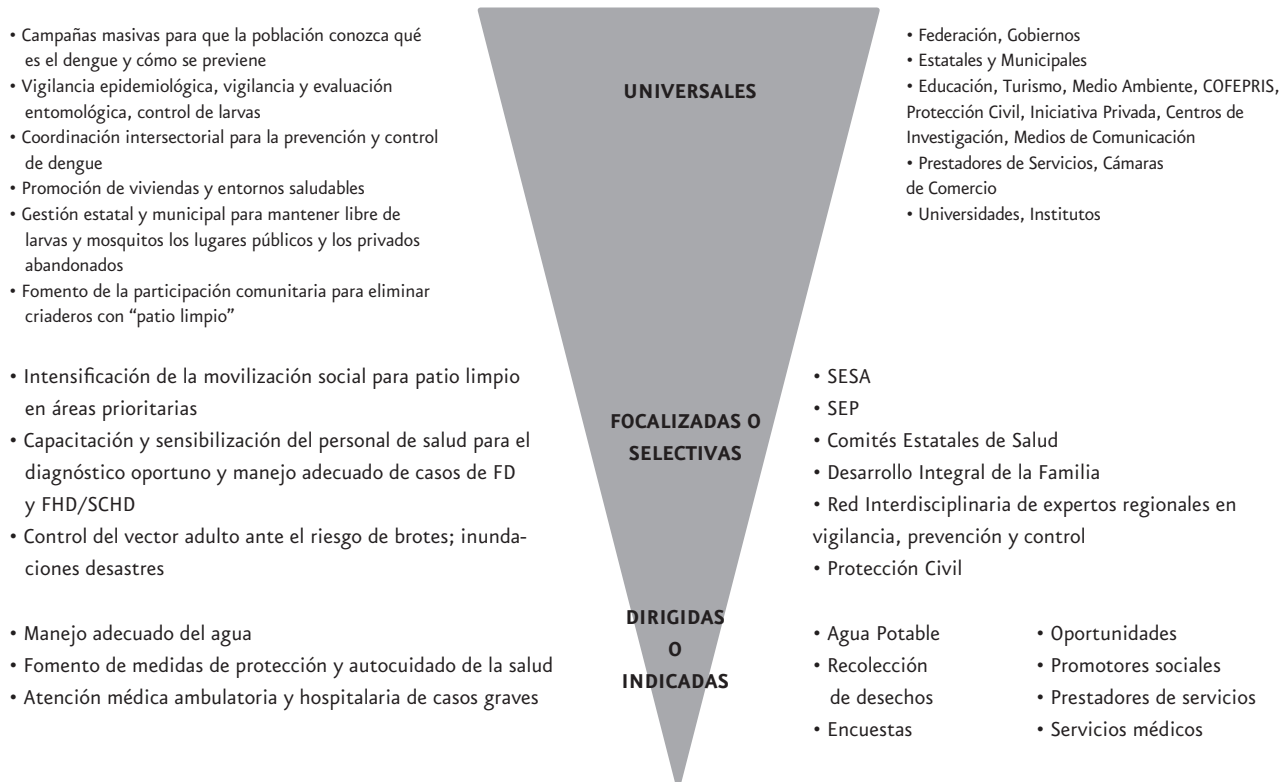 • Campañas masivas para que la población conozca qué
es el dengue y cómo se previene
• Vigilancia epidemiológica, vigilancia y evaluación
entomológica, control de larvas
• Coordinación intersectorial para la prevención y control
de dengue
• Promoción de viviendas y entornos saludables
• Gestión estatal y municipal para mantener libre de
larvas y mosquitos los lugares públicos y los privados
abandonados
• Fomento de la participación comunitaria para eliminar
criaderos con “patio limpio”
UNIVERSALES
• Federación, Gobiernos
• Estatales y Municipales
• Educación, Turismo, Medio Ambiente, COFEPRIS,
Protección Civil, Iniciativa Privada, Centros de
Investigación, Medios de Comunicación
• Prestadores de Servicios, Cámaras
de Comercio
• Universidades, Institutos
• Intensificación de la movilización social para patio limpio
en áreas prioritarias
• Capacitación y sensibilización del personal de salud para el
diagnóstico oportuno y manejo adecuado de casos de FD
y FHD/SCHD
• Control del vector adulto ante el riesgo de brotes; inunda-
ciones desastres
FOCALIZADAS O
SELECTIVAS
• SESA
• SEP
• Comités Estatales de Salud
• Desarrollo Integral de la Familia
• Red Interdisciplinaria de expertos regionales en
vigilancia, prevención y control
• Protección Civil
• Manejo adecuado del agua
• Fomento de medidas de protección y autocuidado de la salud
• Atención médica ambulatoria y hospitalaria de casos graves
DIRIGIDAS
O
INDICADAS
• Agua Potable
• Recolección
de desechos
• Encuestas
• Oportunidades
• Promotores sociales
• Prestadores de servicios
• Servicios médicos